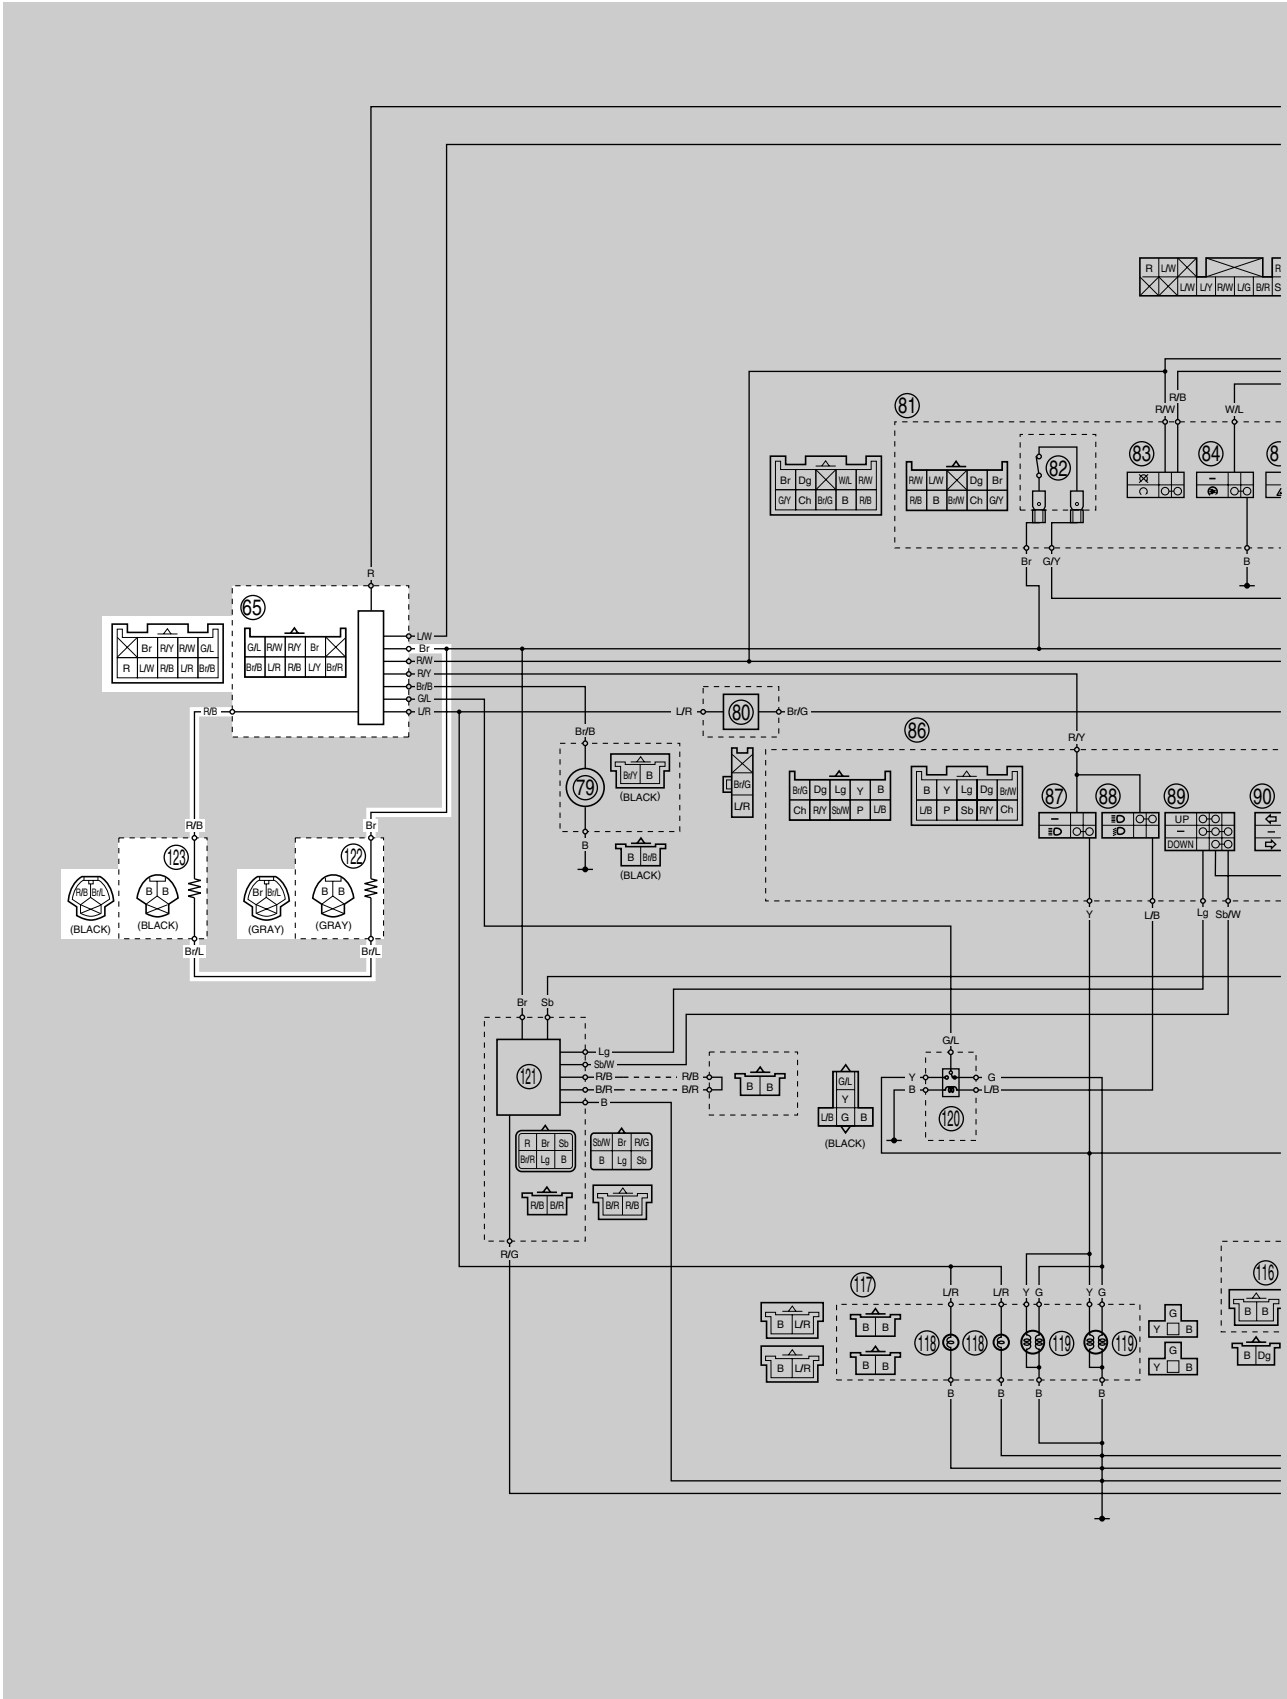 R L/W R
L/W L/Y R/W L/G B/R S
81
R/B
R/W W/L
82 83 84 8
Br Dg W/L R/W
G/Y Ch Br/G B R/B
R/W L/W Dg Br
R/B B Br/W Ch G/Y
Br G/Y B
R
65
Br R/Y R/W G/L
R L/W R/B L/R Br/B
G/L R/W R/Y Br
Br/B L/R R/B L/Y Br/R
L/W
Br
R/W
R/Y
Br/B
G/L
R/B L/R
L/R 80 Br/G
86 R/Y
Br/B
79
Br/Y B
(BLACK)
B
B Br/B
(BLACK)
Br/G
L/R
Br/G Dg Lg Y B
Ch R/Y Sb/W P L/B
B Y Lg Dg Br/W
L/B P Sb R/Y Ch
87 88 89 90
UP
DOWN
Y L/B Lg Sb/W
R/B Br
123 122
R/B Br/L
(BLACK)
B B
(BLACK)
Br Br/L
(GRAY)
B B
(GRAY)
Br/L Br/L
Br Sb
121
Lg
Sb/W
R/B R/B
B/R B/R
B
B B
R Br Sb
Br/R Lg B
Sb/W Br R/G
B Lg Sb
R/B B/R
B/R R/B
R/G
G/L
Y
L/B G B
(BLACK)
G/L
Y G
B L/B
120
117
L/R L/R Y G Y G
118 118 119 119
B L/R
B L/R
B B
B B
G
Y B
G
Y B
B B B B
116
B B
B Dg